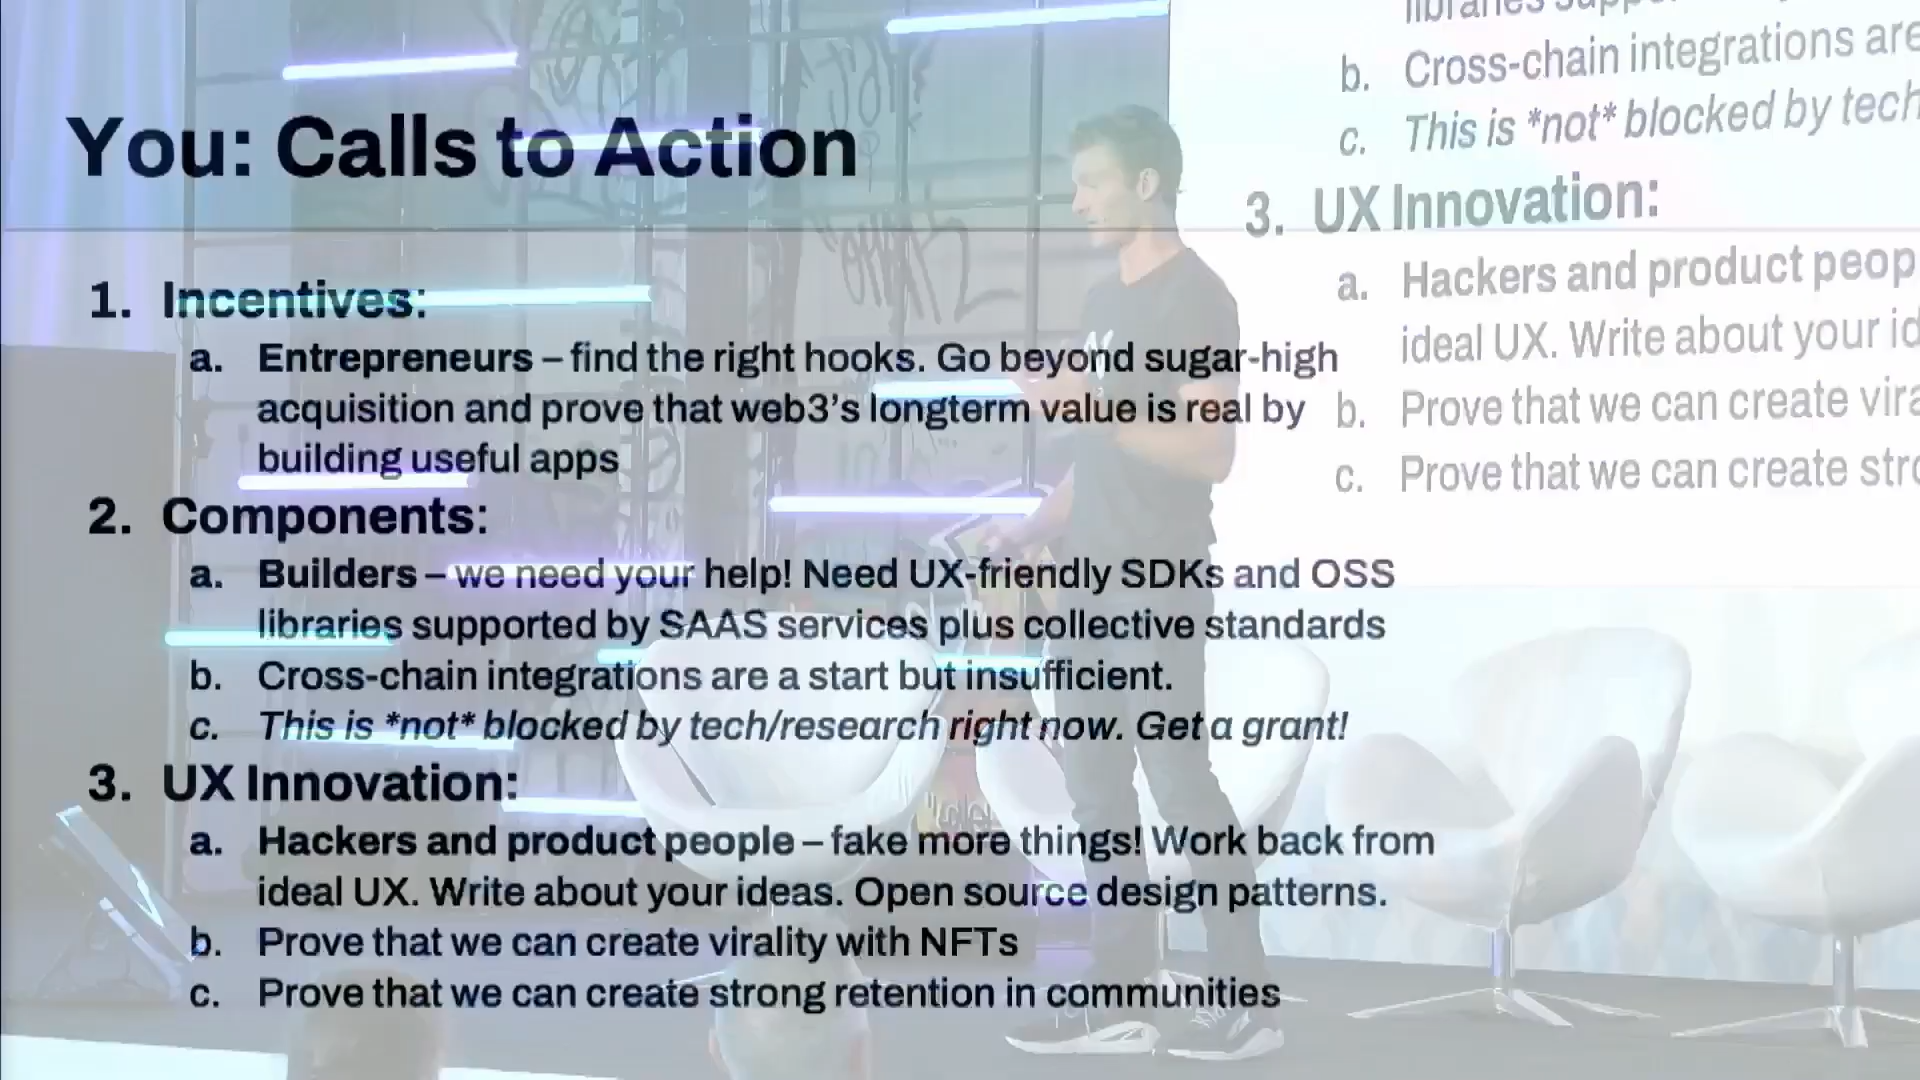 You: Calls to Action
1. Incentives:
a. Entrepreneurs – find the right hooks. Go beyond sugar-high
acquisition and prove that web3’s longterm value is real by
building useful apps
2. Components:
a. Builders – we need your help! Need UX-friendly SDKs and OSS
libraries supported by SAAS services plus collective standards
b. Cross-chain integrations are a start but insufficient.
c. This is *not* blocked by tech/research right now. Get a grant!
3. UX Innovation:
a. Hackers and product people – fake more things! Work back from
ideal UX. Write about your ideas. Open source design patterns.
b. Prove that we can create virality with NFTs
c. Prove that we can create strong retention in communities
libraries
b. Cross-chain integrations are
c. This is *not* blocked by tech
3. UX Innovation:
a. Hackers and product peop
ideal UX. Write about your id
b. Prove that we can create vira
c. Prove that we can create stro